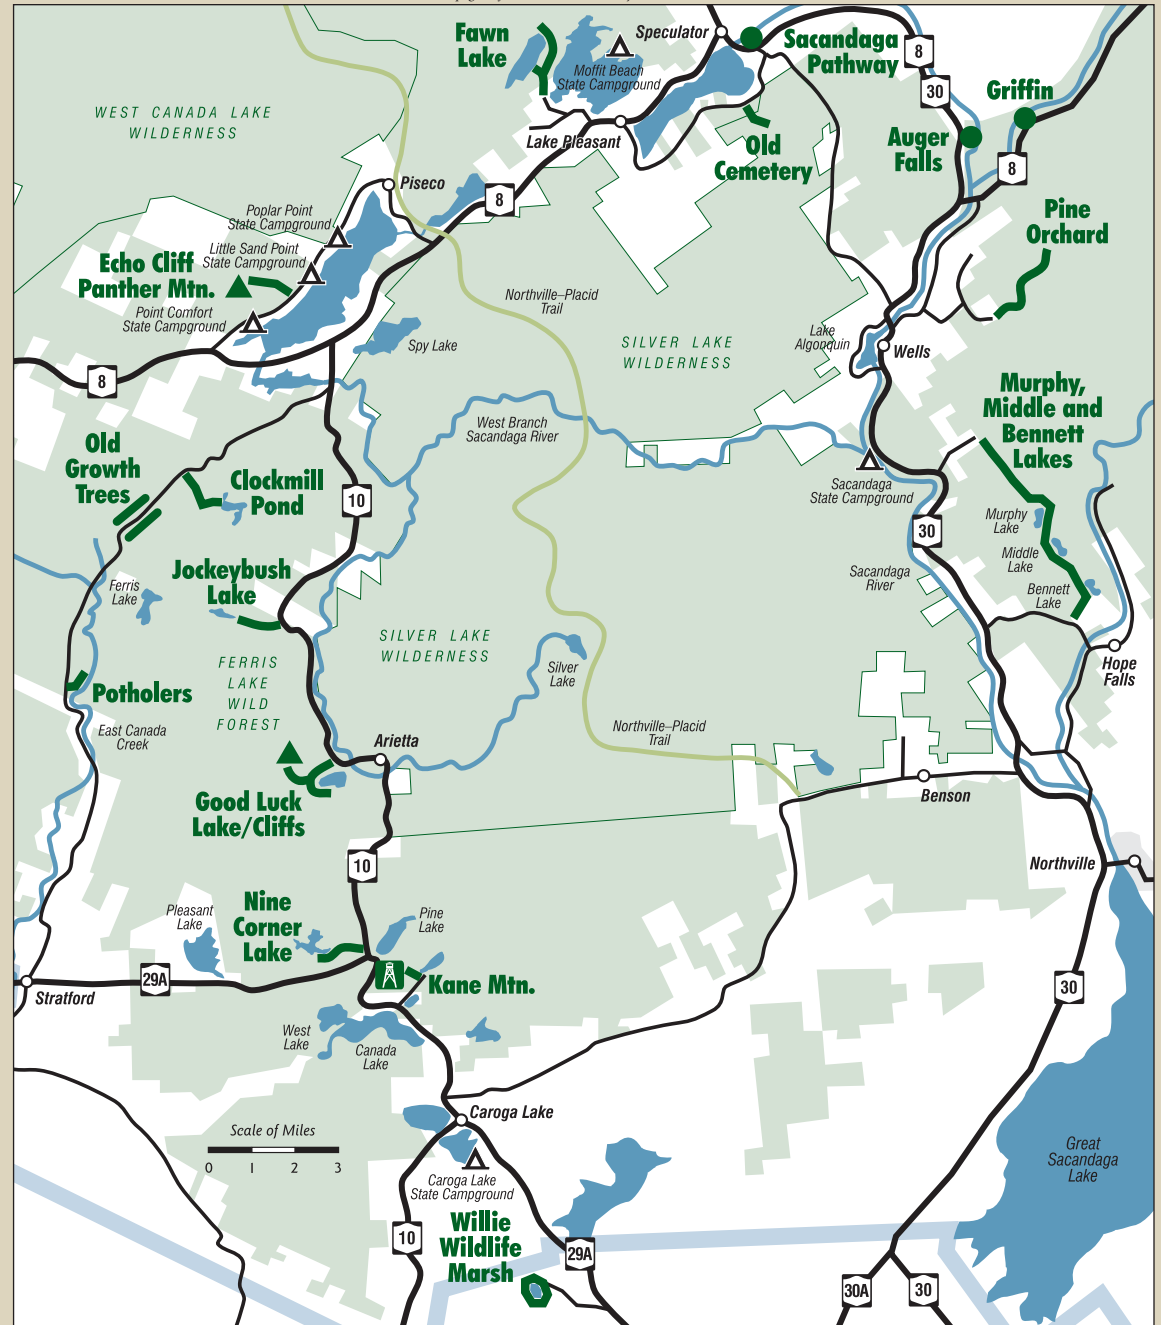 Fawn
Lake
Speculator
Moffit Beach
State Campground
Sacandaga
Pathway
8
30
Griffin
WEST CANADA LAKE
WILDERNESS
Lake Pleasant
Old
Cemetery
Auger
Falls
8
Piseco
8
Poplar Point
State Campground
Little Sand Point
State Campground
Echo Cliff
Panther Mtn.
Point Comfort
State Campground
Pine
Orchard
Northville–Placid
Trail
Spy Lake
SILVER LAKE
WILDERNESS
Lake
Algonquin
Wells
8
Murphy,
Middle and
Bennett
Lakes
West Branch
Sacandaga River
Old
Growth
Trees
Clockmill
Pond
10
Sacandaga
State Campground
30
Murphy
Lake
Middle
Lake
Bennett
Lake
Jockeybush
Lake
Ferris
Lake
Sacandaga
River
SILVER LAKE
WILDERNESS
FERRIS
LAKE
WILD
FOREST
Silver
Lake
Hope
Falls
Potholers
East Canada
Creek
Northville–Placid
Trail
Arietta
Good Luck
Lake/Cliffs
Benson
10
Northville
Nine
Corner
Lake
Pleasant
Lake
Pine
Lake
29A
Kane Mtn.
Stratford
30
West
Lake
Canada
Lake
Caroga Lake
Scale of Miles
0 1 2 3
Caroga Lake
State Campground
Great
Sacandaga
Lake
Willie
Wildlife
Marsh
10
29A
30A
30